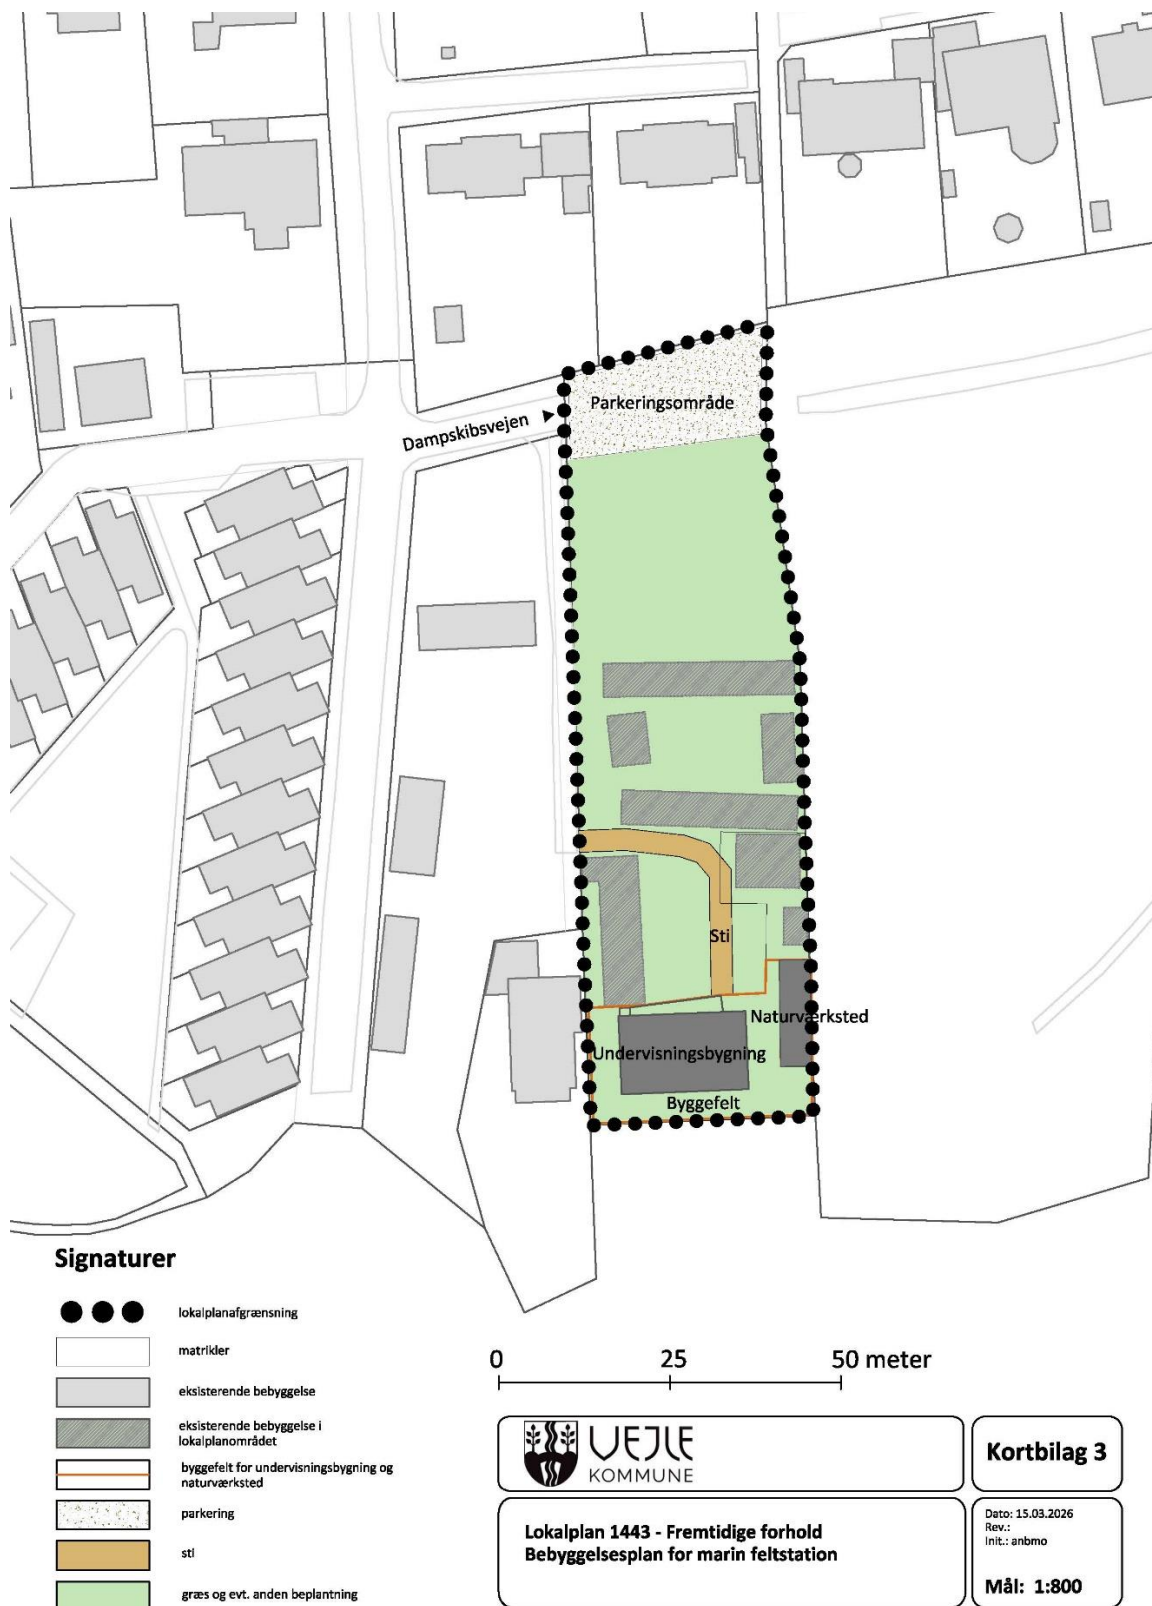 Parkeringsområde
Dampskibsvejen
Sti
Naturværksted
Undervisningsbygning
Byggefelt
Signaturer
lokalplanafgrænsning
matrikler
eksisterende bebyggelse
eksisterende bebyggelse i
lokalplanområdet
byggefelt for undervisningsbygning og
naturværksted
parkering
sti
græs og evt. anden beplantning
0 25 50 meter
VEJLE
KOMMUNE
Kortbilag 3
Lokalplan 1443 - Fremtidige forhold
Bebyggelsesplan for marin feltstation
Dato: 15.03.2026
Rev.:
Init.: anbmo
Mål: 1:800